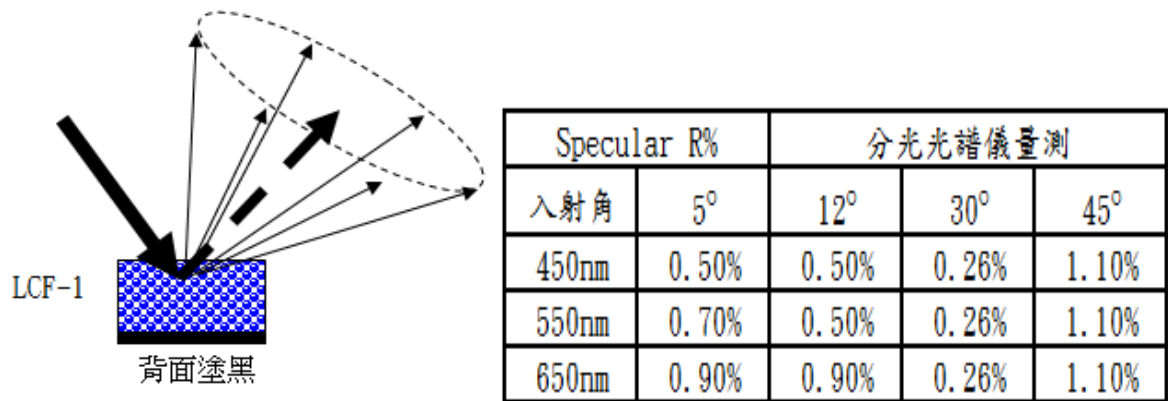 LCF-1
背面塗黑
Specular R% 分光光譜儀量測
入射角 5° 12° 30° 45°
450nm 0.50% 0.50% 0.26% 1.10%
550nm 0.70% 0.50% 0.26% 1.10%
650nm 0.90% 0.90% 0.26% 1.10%